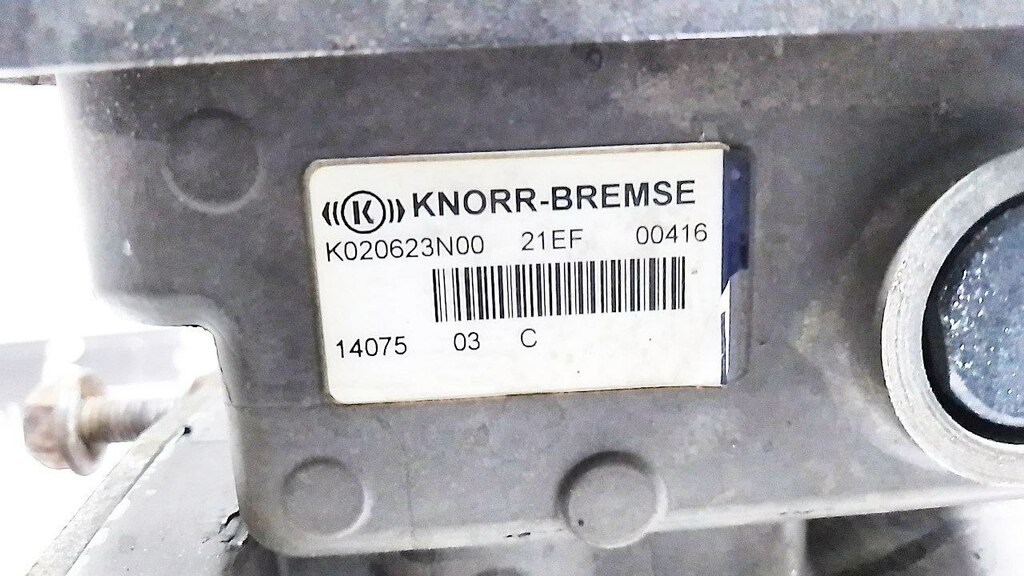 ((K)) KNORR-BREMSE
K020623N00 21EF 00416
14075 03 C